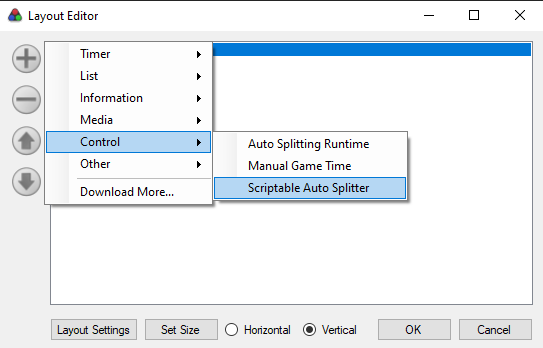 Layout Editor
Timer
List
Information
Media
Control
Other
Download More...
Auto Splitting Runtime
Manual Game Time
Scriptable Auto Splitter
Layout Settings
Set Size
Horizontal
Vertical
OK
Cancel